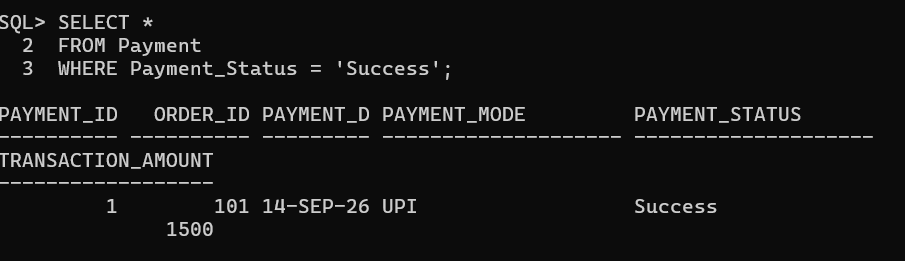 SQL> SELECT *
  2  FROM Payment
  3  WHERE Payment_Status = 'Success';
PAYMENT_ID   ORDER_ID PAYMENT_D PAYMENT_MODE         PAYMENT_STATUS
---------- ---------- --------- -------------------- --------------------
TRANSACTION_AMOUNT
------------------
         1        101 14-SEP-26 UPI                  Success
              1500